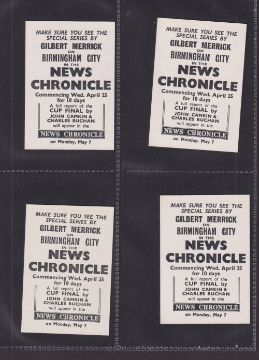 MAKE SURE YOU SEE THE
SPECIAL SERIES BY
GILBERT MERRICK
ON
BIRMINGHAM CITY
IN THE
NEWS
CHRONICLE
Commencing Wed. April 25
for 10 days
A full report of the
CUP FINAL by
JOHN CAMKIN &
CHARLES BUCHAN
will appear in the
NEWS CHRONICLE
on Monday, May 7
MAKE SURE YOU SEE THE
SPECIAL SERIES BY
GILBERT MERRICK
ON
BIRMINGHAM CITY
IN THE
NEWS
CHRONICLE
Commencing Wed. April 25
for 10 days
A full report of the
CUP FINAL by
JOHN CAMKIN &
CHARLES BUCHAN
will appear in the
NEWS CHRONICLE
on Monday, May 7
MAKE SURE YOU SEE THE
SPECIAL SERIES BY
GILBERT MERRICK
ON
BIRMINGHAM CITY
IN THE
NEWS
CHRONICLE
Commencing Wed. April 25
for 10 days
A full report of the
CUP FINAL by
JOHN CAMKIN &
CHARLES BUCHAN
will appear in the
NEWS CHRONICLE
on Monday, May 7
MAKE SURE YOU SEE THE
SPECIAL SERIES BY
GILBERT MERRICK
ON
BIRMINGHAM CITY
IN THE
NEWS
CHRONICLE
Commencing Wed. April 25
for 10 days
A full report of the
CUP FINAL by
JOHN CAMKIN &
CHARLES BUCHAN
will appear in the
NEWS CHRONICLE
on Monday, May 7